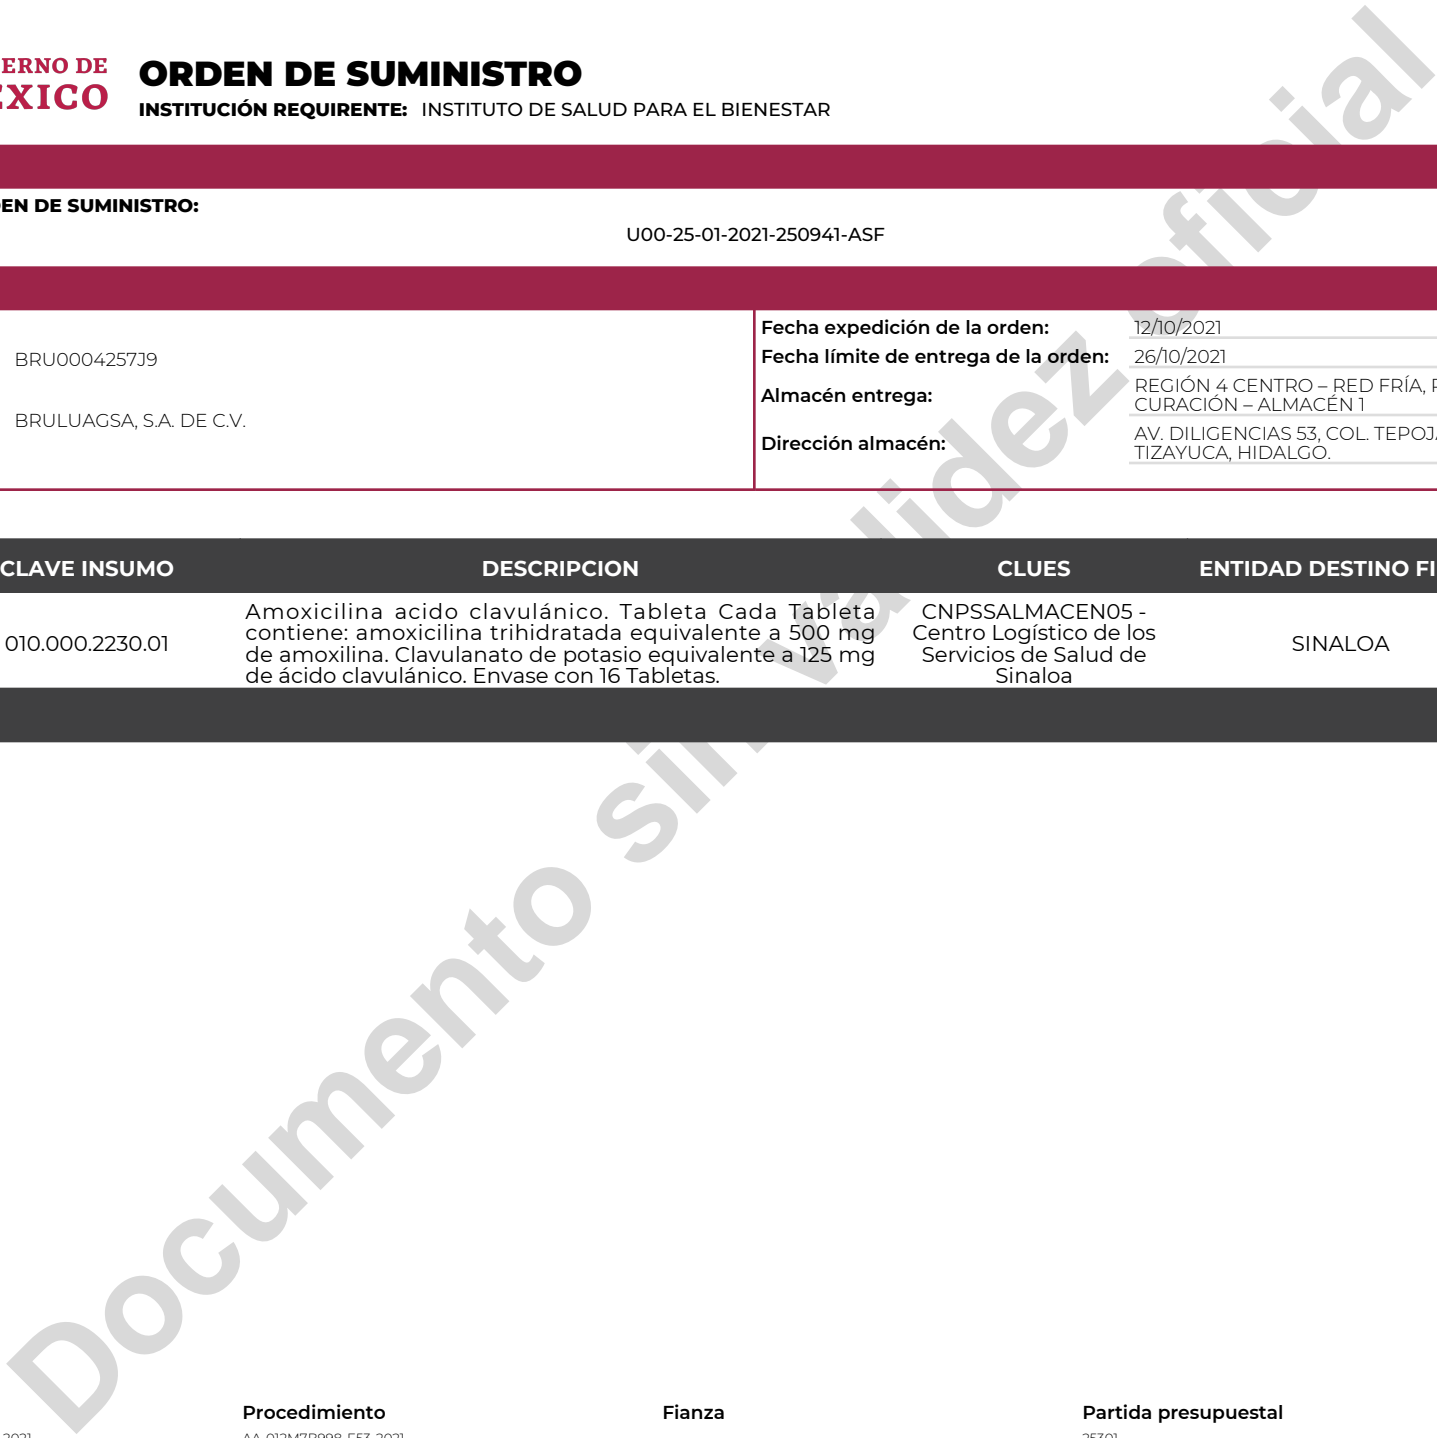 ERNO DE
ORDEN DE SUMINISTRO
INSTITUCIÓN REQUIRENTE: INSTITUTO DE SALUD PARA EL BIENESTAR
EN DE SUMINISTRO:
U00-25-01-2021-250941-ASF
BRU0004257J9
BRULUAGSA, S.A. DE C.V.
Fecha expedición de la orden: 12/10/2021
Fecha límite de entrega de la orden: 26/10/2021
Almacén entrega: REGIÓN 4 CENTRO – RED FRÍA,
CURACIÓN – ALMACÉN 1
Dirección almacén: AV. DILIGENCIAS 53, COL.
TIZAYUCA, HIDALGO.
CLAVE INSUMO DESCRIPCION CLUES ENTIDAD DESTINO
010.000.2230.01
Amoxicilina acido clavulánico. Tableta Cada Tableta
contiene: amoxicilina trihidratada equivalente a 500 mg
de amoxilina. Clavulanato de potasio equivalente a 125 mg
de ácido clavulánico. Envase con 16 Tabletas.
CNPSSALMACEN05 -
Centro Logístico de los
Servicios de Salud de
Sinaloa
SINALOA
Documento sin validez oficial
Procedimiento Fianza Partida presupuestal